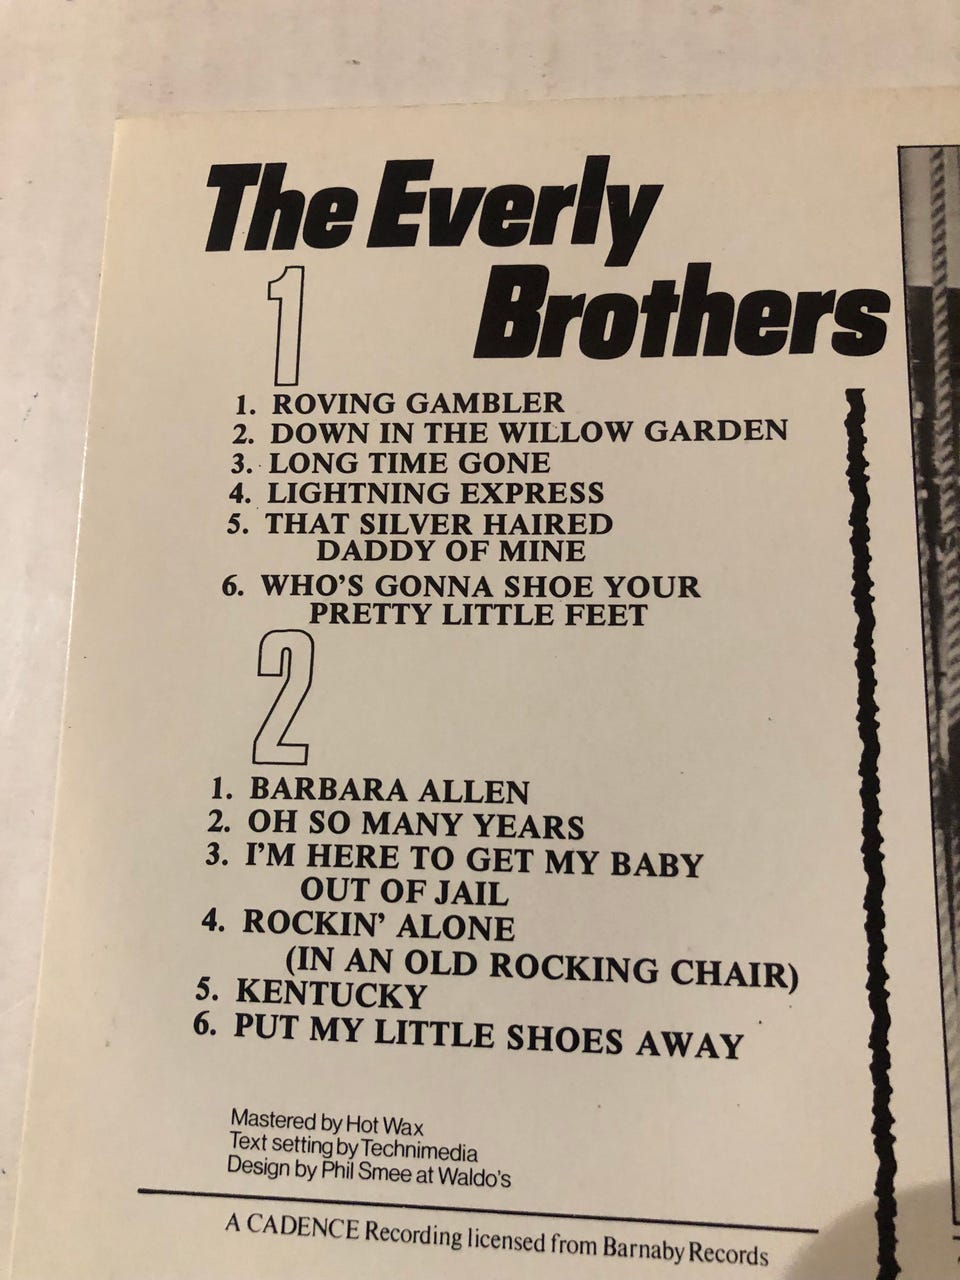 The Everly
Brothers
1
1. ROVING GAMBLER
2. DOWN IN THE WILLOW GARDEN
3. LONG TIME GONE
4. LIGHTNING EXPRESS
5. THAT SILVER HAIRED
DADDY OF MINE
6. WHO'S GONNA SHOE YOUR
PRETTY LITTLE FEET
2
1. BARBARA ALLEN
2. OH SO MANY YEARS
3. I'M HERE TO GET MY BABY
OUT OF JAIL
4. ROCKIN' ALONE
(IN AN OLD ROCKING CHAIR)
5. KENTUCKY
6. PUT MY LITTLE SHOES AWAY
Mastered by Hot Wax
Text setting by Technimedia
Design by Phil Smee at Waldo's
A CADENCE Recording licensed from Barnaby Records